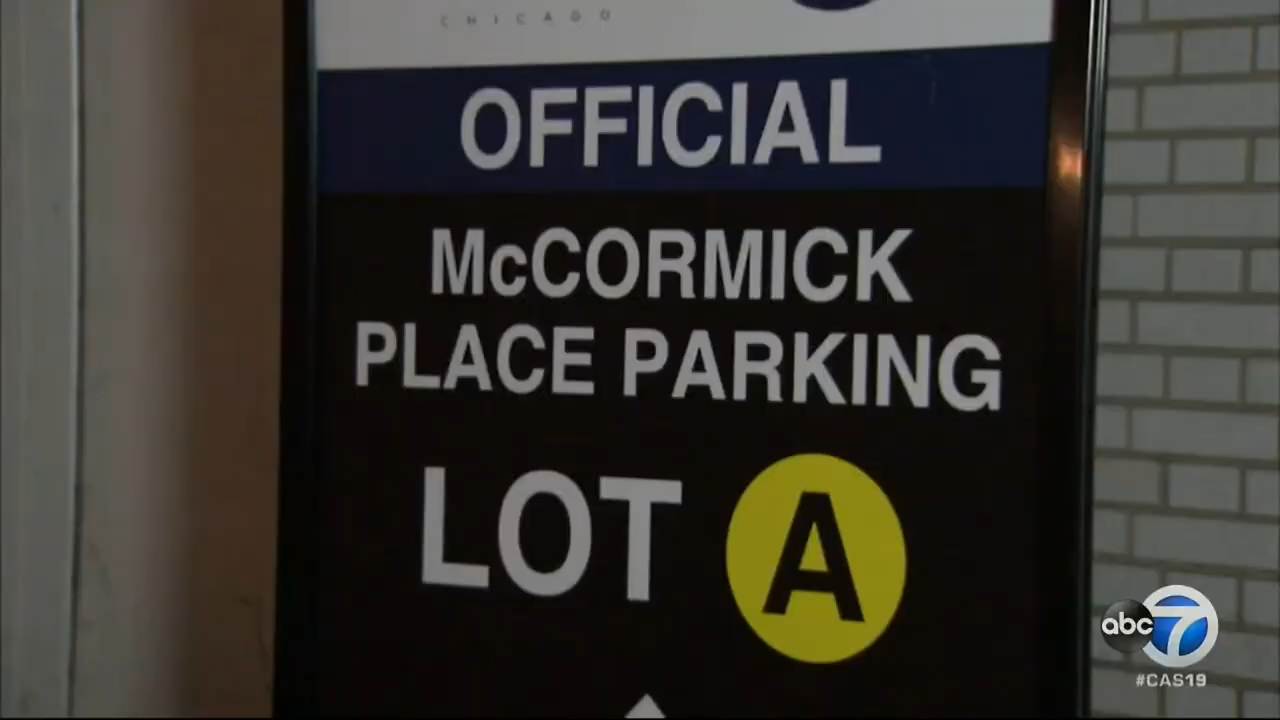 CHICAGO
OFFICIAL
McCORMICK
PLACE PARKING
LOT A
abc 7
#CAS19